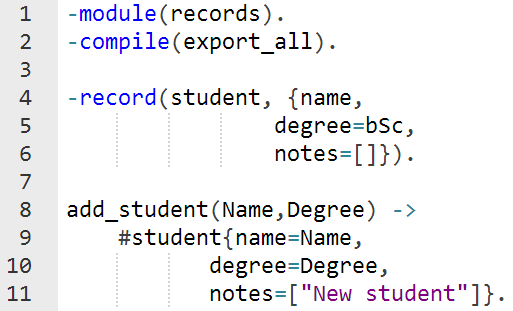 1 -module(records).
2 -compile(export_all).
3
4 -record(student, {name,
5                 degree=bSc,
6                 notes=[]}).
7
8 add_student(Name,Degree) ->
9     #student{name=Name,
10            degree=Degree,
11            notes=["New student"]}.